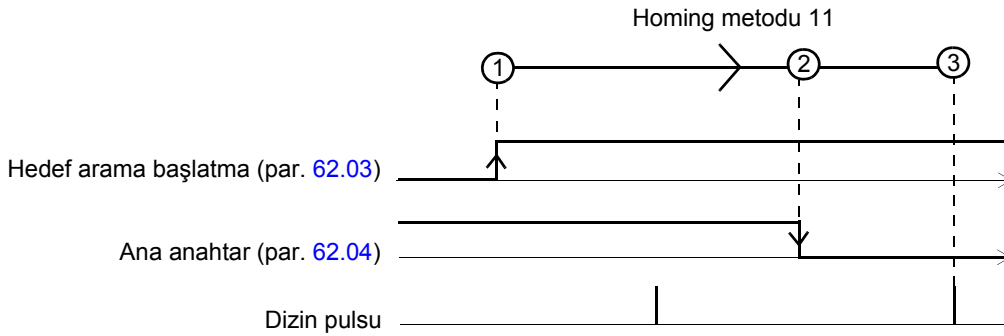 Homing metodu 11
1 2 3
Hedef arama başlatma (par. 62.03)
Ana anahtar (par. 62.04)
Dizin pulsu